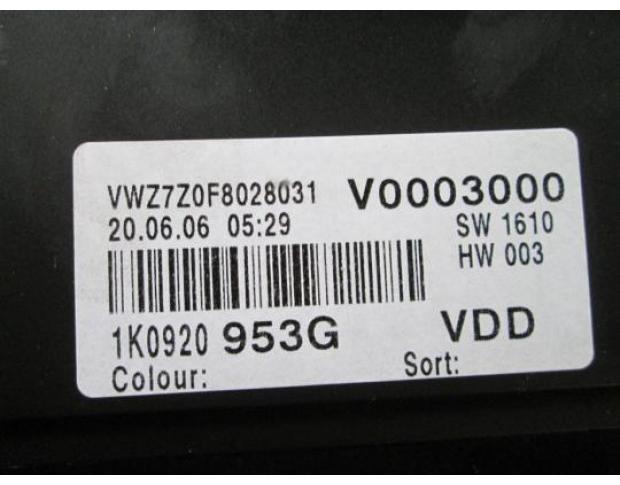 VWZ7Z0F8028031 V0003000
20.06.06 05:29 SW 1610
HW 003
1K0920 953G VDD
Colour: Sort: